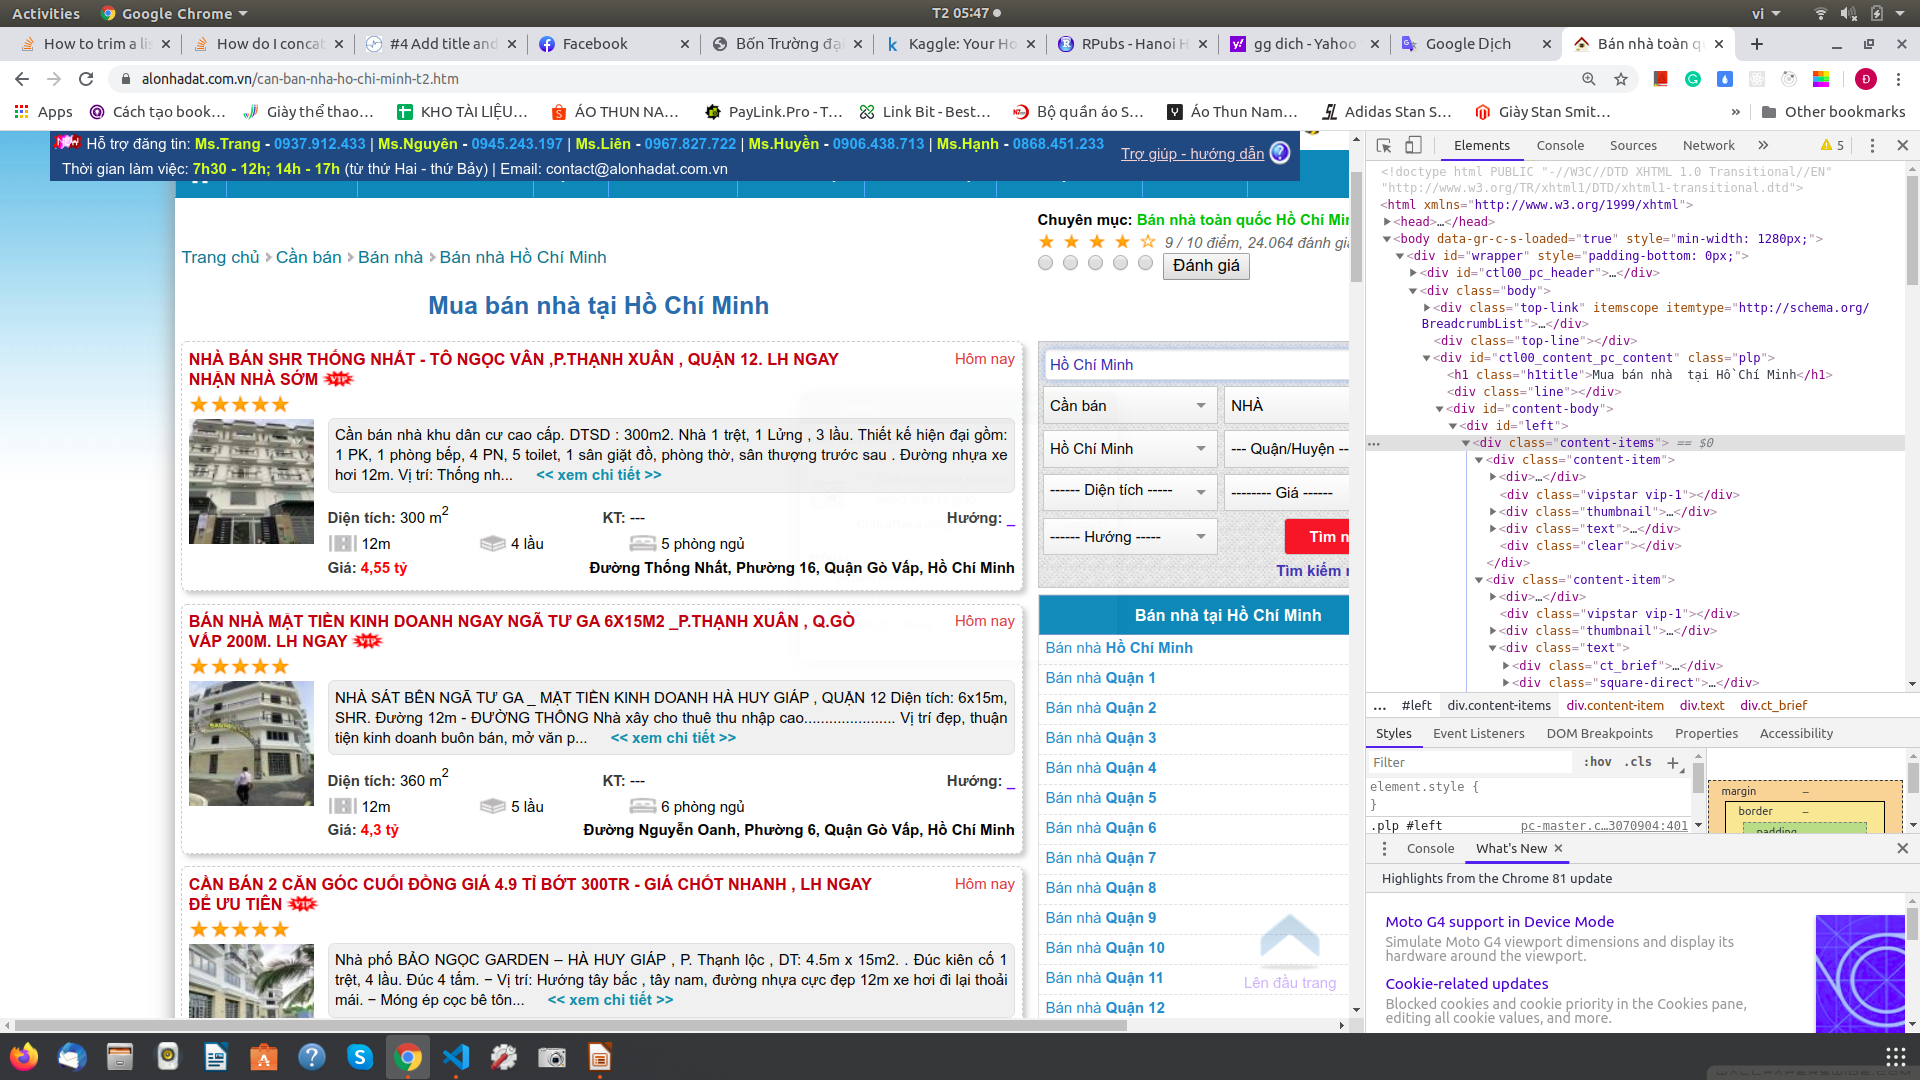 Activities
Google Chrome
T2 05:47
vi
How to trim a lis
How do I concat
#4 Add title and
Facebook
Bốn Trường đại
Kaggle: Your Ho
RPubs - Hanoi H
gg dich - Yahoo
Google Dịch
Bán nhà toàn qu
alonhadat.com.vn/can-ban-nha-ho-chi-minh-t2.htm
Đ
Apps
Cách tạo book...
Giày thể thao...
KHO TÀI LIỆU...
ÁO THUN NA...
PayLink.Pro - T...
Link Bit - Best...
Bộ quần áo S...
Áo Thun Nam...
Adidas Stan S...
Giày Stan Smit...
»
Other bookmarks
Hỗ trợ đăng tin: Ms.Trang - 0937.912.433 | Ms.Nguyên - 0945.243.197 | Ms.Liên - 0967.827.722 | Ms.Huyền - 0906.438.713 | Ms.Hạnh - 0868.451.233
Thời gian làm việc: 7h30 - 12h; 14h - 17h (từ thứ Hai - thứ Bảy) | Email: contact@alonhadat.com.vn
Trợ giúp - hướng dẫn
Chuyên mục: Bán nhà toàn quốc Hồ Chí Min
9 / 10 điểm, 24.064 đánh giá
Đánh giá
Trang chủ Cần bán Bán nhà Bán nhà Hồ Chí Minh
Mua bán nhà tại Hồ Chí Minh
NHÀ BÁN SHR THỐNG NHẤT - TÔ NGỌC VÂN ,P.THẠNH XUÂN , QUẬN 12. LH NGAY
NHẬN NHÀ SỚM
Hôm nay
Cần bán nhà khu dân cư cao cấp. DTSD : 300m2. Nhà 1 trệt, 1 Lửng , 3 lầu. Thiết kế hiện đại gồm:
1 PK, 1 phòng bếp, 4 PN, 5 toilet, 1 sân giặt đồ, phòng thờ, sân thượng trước sau . Đường nhựa xe
hơi 12m. Vị trí: Thống nh... << xem chi tiết >>
Diện tích: 300 m2
KT: ---
Hướng: _
12m
4 lầu
5 phòng ngủ
Giá: 4,55 tỷ
Đường Thống Nhất, Phường 16, Quận Gò Vấp, Hồ Chí Minh
BÁN NHÀ MẶT TIỀN KINH DOANH NGAY NGÃ TƯ GA 6X15M2 _P.THẠNH XUÂN , Q.GÒ
VẤP 200M. LH NGAY
Hôm nay
NHÀ SÁT BÊN NGÃ TƯ GA _ MẶT TIỀN KINH DOANH HÀ HUY GIÁP , QUẬN 12 Diện tích: 6x15m,
SHR. Đường 12m - ĐƯỜNG THÔNG Nhà xây cho thuê thu nhập cao...................... Vị trí đẹp, thuận
tiện kinh doanh buôn bán, mở văn p... << xem chi tiết >>
Diện tích: 360 m2
KT: ---
Hướng: _
12m
5 lầu
6 phòng ngủ
Giá: 4,3 tỷ
Đường Nguyễn Oanh, Phường 6, Quận Gò Vấp, Hồ Chí Minh
CẦN BÁN 2 CĂN GÓC CUỐI ĐỒNG GIÁ 4.9 TỈ BỚT 300TR - GIÁ CHỐT NHANH , LH NGAY
ĐỂ ƯU TIÊN
Hôm nay
Nhà phố BẢO NGỌC GARDEN – HÀ HUY GIÁP , P. Thạnh lộc , DT: 4.5m x 15m2. . Đúc kiên cố 1
trệt, 4 lầu. Đúc 4 tấm. − Vị trí: Hướng tây bắc , tây nam, đường nhựa cực đẹp 12m xe hơi đi lại thoải
mái. − Móng ép cọc bê tôn... << xem chi tiết >>
Hồ Chí Minh
Cần bán
NHÀ
Hồ Chí Minh
--- Quận/Huyện --
------ Diện tích -----
-------- Giá ------
------ Hướng -----
Tìm n
Tìm kiếm n
Bán nhà tại Hồ Chí Minh
Bán nhà Hồ Chí Minh
Bán nhà Quận 1
Bán nhà Quận 2
Bán nhà Quận 3
Bán nhà Quận 4
Bán nhà Quận 5
Bán nhà Quận 6
Bán nhà Quận 7
Bán nhà Quận 8
Bán nhà Quận 9
Bán nhà Quận 10
Bán nhà Quận 11
Bán nhà Quận 12
Lên đầu trang
Elements
Console
Sources
Network
»
5
<!doctype html PUBLIC "-//W3C//DTD XHTML 1.0 Transitional//EN"
"http://www.w3.org/TR/xhtml1/DTD/xhtml1-transitional.dtd">
<html xmlns="http://www.w3.org/1999/xhtml">
<head>…</head>
<body data-gr-c-s-loaded="true" style="min-width: 1280px;">
<div id="wrapper" style="padding-bottom: 0px;">
<div id="ctl00_pc_header">…</div>
<div class="body">
<div class="top-link" itemscope itemtype="http://schema.org/
BreadcrumbList">…</div>
<div class="top-line"></div>
<div id="ctl00_content_pc_content" class="plp">
<h1 class="h1title">Mua bán nhà  tại Hồ Chí Minh</h1>
<div class="line"></div>
<div id="content-body">
<div id="left">
<div class="content-items"> == $0
<div class="content-item">
<div>…</div>
<div class="vipstar vip-1"></div>
<div class="thumbnail">…</div>
<div class="text">…</div>
<div class="clear"></div>
</div>
<div class="content-item">
<div>…</div>
<div class="vipstar vip-1"></div>
<div class="thumbnail">…</div>
<div class="text">
<div class="ct_brief">…</div>
<div class="square-direct">…</div>
... #left div.content-items div.content-item div.text div.ct_brief
Styles
Event Listeners
DOM Breakpoints
Properties
Accessibility
Filter
:hov
.cls
+
element.style {
}
.plp #left
pc-master.c…3070904:401
margin
–
border
–
padding
Console
What's New
Highlights from the Chrome 81 update
Moto G4 support in Device Mode
Simulate Moto G4 viewport dimensions and display its
hardware around the viewport.
Cookie-related updates
Blocked cookies and cookie priority in the Cookies pane,
editing all cookie values, and more.